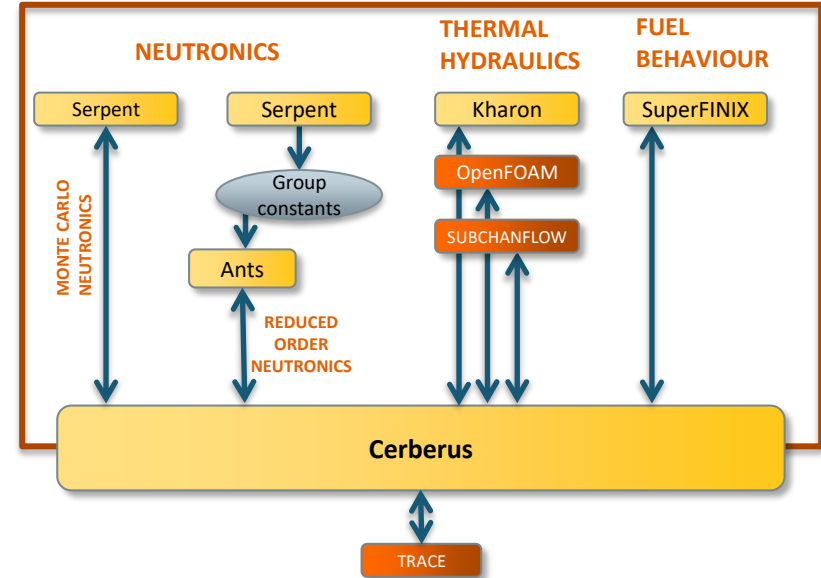 NEUTRONICS
THERMAL
HYDRAULICS
FUEL
BEHAVIOUR
Serpent
Serpent
Kharon
SuperFINIX
OpenFOAM
Group
constants
SUBCHANFLOW
MONTE CARLO
NEUTRONICS
Ants
REDUCED
ORDER
NEUTRONICS
Cerberus
TRACE